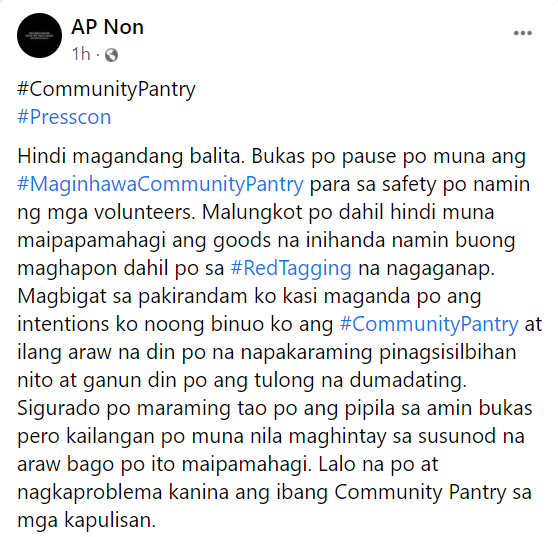 AP Non
1h ·
#CommunityPantry
#Presscon
Hindi magandang balita. Bukas po pause po muna ang
#MaginhawaCommunityPantry para sa safety po namin
ng mga volunteers. Malungkot po dahil hindi muna
maipapamahagi ang goods na inihanda namin buong
maghapon dahil po sa #RedTagging na nagaganap.
Magbigat sa pakirandam ko kasi maganda po ang
intentions ko noong binuo ko ang #CommunityPantry at
ilang araw na din po na napakaraming pinagsisilbihan
nito at ganun din po ang tulong na dumadating.
Sigurado po maraming tao po ang pipila sa amin bukas
pero kailangan po muna nila maghintay sa susunod na
araw bago po ito maipamahagi. Lalo na po at
nagkaproblema kanina ang ibang Community Pantry sa
mga kapulisan.